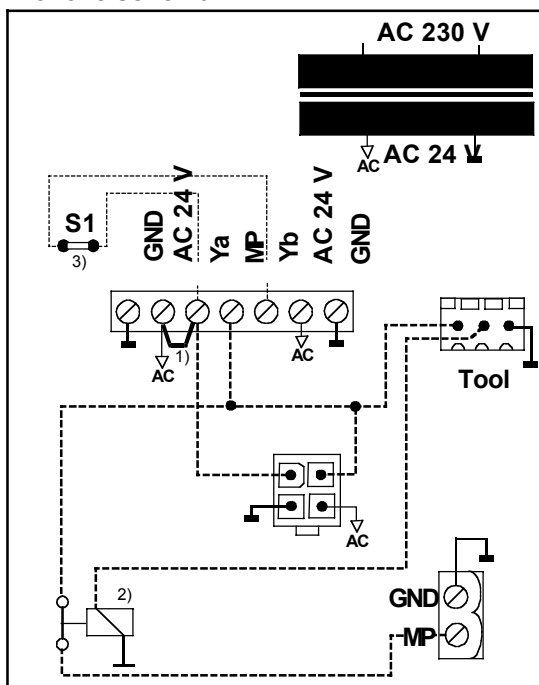 AC 230 V
AC 24 V
AC
S1
3)
GND
AC 24 V
Ya
MP
Yb
AC 24 V
GND
1)
AC
AC
Tool
AC
2)
GND
MP